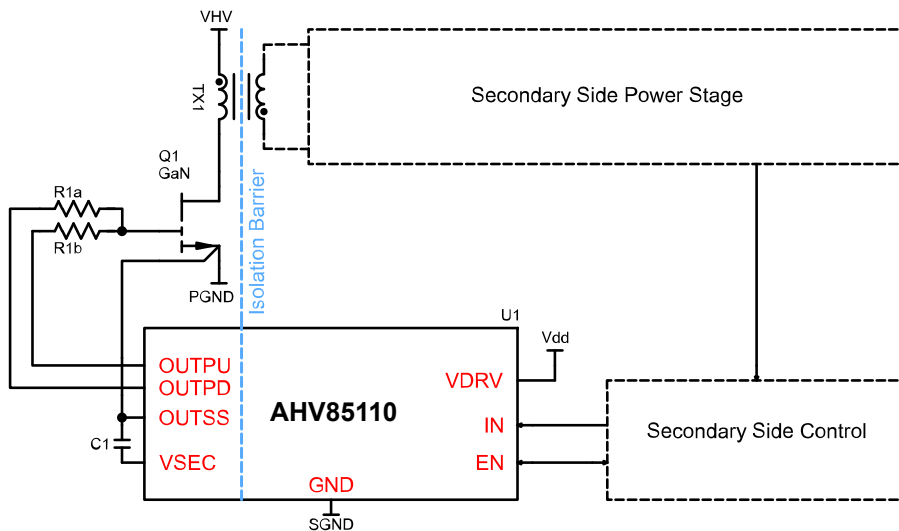 VHV
TX1
Secondary Side Power Stage
Q1
GaN
R1a
R1b
Isolation Barrier
PGND
U1
Vdd
OUTPU
OUTPD
OUTSS
VSEC
C1
AHV85110
VDRV
IN
EN
GND
SGND
Secondary Side Control